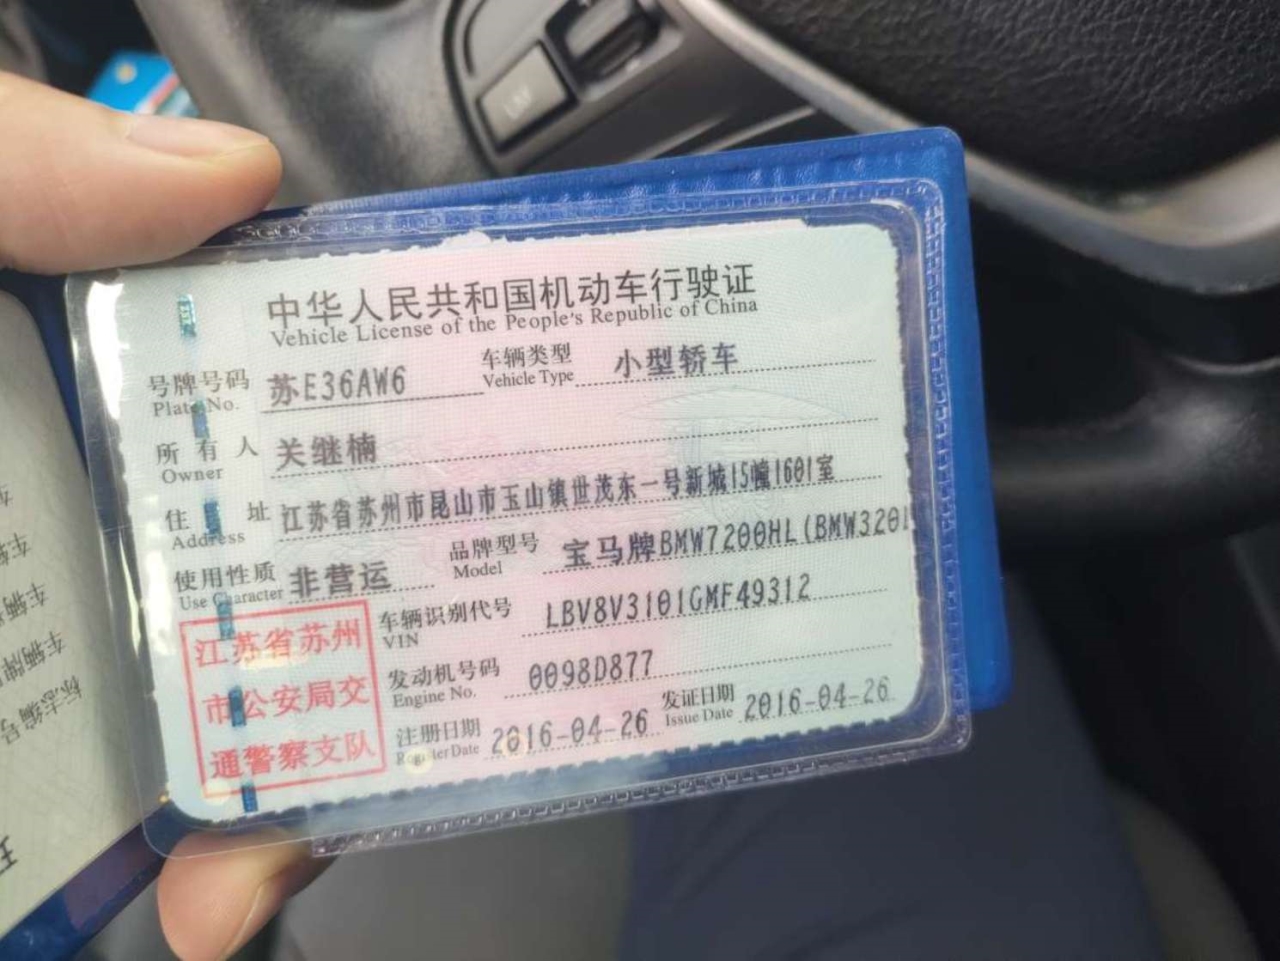 中华人民共和国机动车行驶证
Vehicle License of the People's Republic of China
号牌号码 苏E36AW6 车辆类型 小型轿车
Plate No. Vehicle Type
所有人 关继楠
Owner
住址 江苏省苏州市昆山市玉山镇世茂东一号新城15幢1601室
Address
使用性质 非营运 品牌型号 宝马牌BMW7200HL(BMW320i
Use Character Model
车辆识别代号 LBV8V3101GMF49312
VIN
发动机号码 0098D877
Engine No.
注册日期 2016-04-26 发证日期 2016-04-26
Register Date Issue Date
江苏省苏州
市公安局交
通警察支队